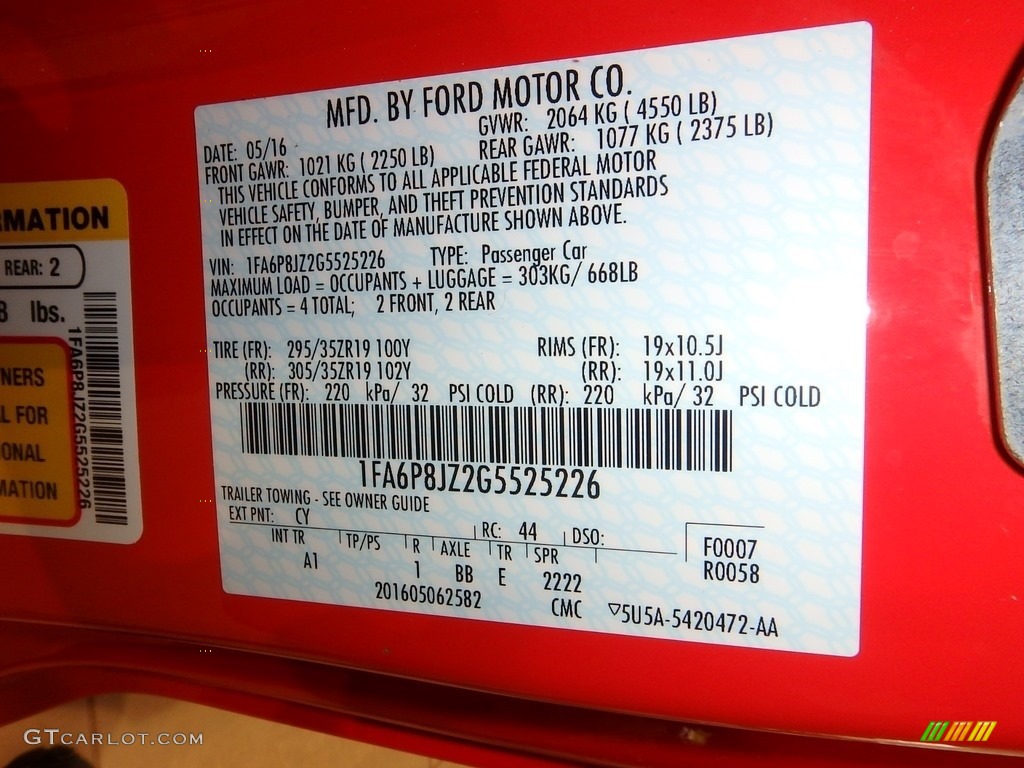 MFD. BY FORD MOTOR CO.
DATE: 05/16
GVWR: 2064 KG ( 4550 LB)
FRONT GAWR: 1021 KG ( 2250 LB)
REAR GAWR: 1077 KG ( 2375 LB)
THIS VEHICLE CONFORMS TO ALL APPLICABLE FEDERAL MOTOR
VEHICLE SAFETY, BUMPER, AND THEFT PREVENTION STANDARDS
IN EFFECT ON THE DATE OF MANUFACTURE SHOWN ABOVE.
VIN: 1FA6P8JZ2G5525226 TYPE: Passenger Car
MAXIMUM LOAD = OCCUPANTS + LUGGAGE = 303KG/ 668LB
OCCUPANTS = 4 TOTAL; 2 FRONT, 2 REAR
TIRE (FR): 295/35ZR19 100Y RIMS (FR): 19x10.5J
(RR): 305/35ZR19 102Y (RR): 19x11.0J
PRESSURE (FR): 220 kPa/ 32 PSI COLD (RR): 220 kPa/ 32 PSI COLD
1FA6P8JZ2G5525226
TRAILER TOWING - SEE OWNER GUIDE
EXT PNT: CY RC: 44 DSO:
INT TR TP/PS R AXLE TR SPR
A1 1 BB E 2222
F0007
R0058
201605062582 CMC ▽5U5A-5420472-AA
RMATION
REAR: 2
8 lbs.
NERS
L FOR
ONAL
MATION
1FA6P8JZ2G5525226
GTCARLOT.COM